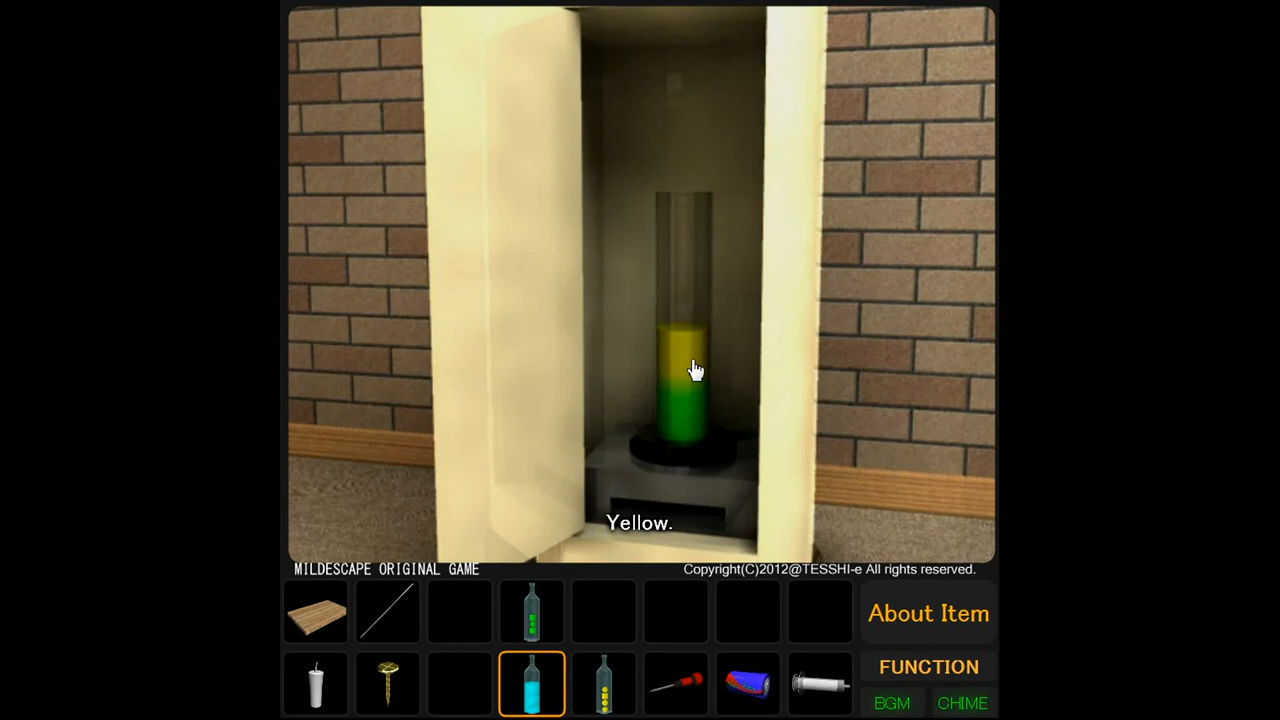 Yellow.
MILDESCAPE ORIGINAL GAME
Copyright(C)2012@TESSHI-e All rights reserved.
About Item
FUNCTION
BGM
CHIME